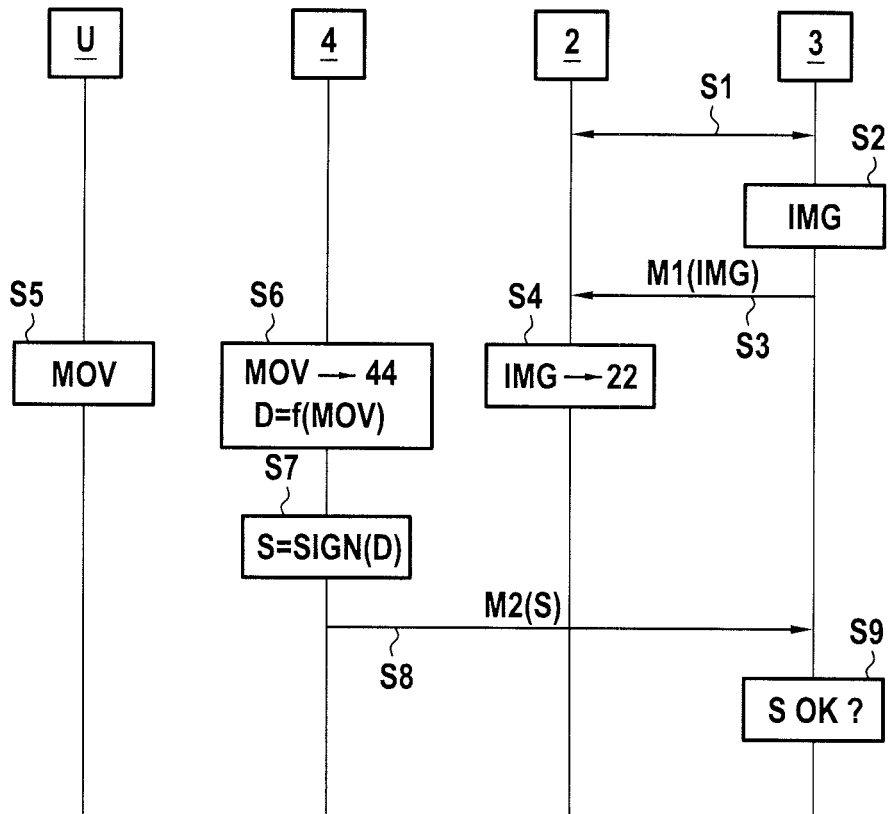 U
4
2
3
S1
S2
IMG
M1(IMG)
S3
S4
IMG → 22
S5
MOV
S6
MOV → 44
D=f(MOV)
S7
S=SIGN(D)
M2(S)
S8
S9
S OK ?